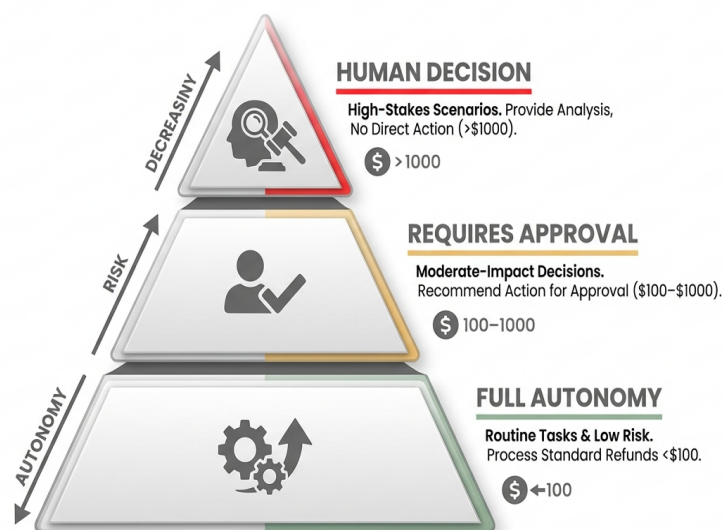 HUMAN DECISION
High-Stakes Scenarios. Provide Analysis,
No Direct Action (>$1000).
$ >1000
DECREASINY
REQUIRES APPROVAL
Moderate-Impact Decisions.
Recommend Action for Approval ($100–$1000).
$ 100–1000
RISK
FULL AUTONOMY
Routine Tasks & Low Risk.
Process Standard Refunds <$100.
$ ←100
AUTONOMY